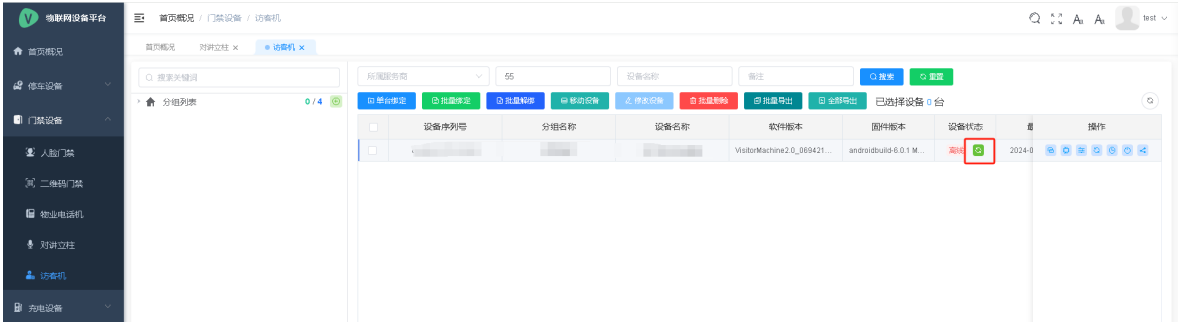 V 物联网设备平台
首页概况 / 门禁设备 / 访客机
test
首页概况
对讲立柱 ×
访客机 ×
首页概况
停车设备
门禁设备
人脸门禁
二维码门禁
物业电话机
对讲立柱
访客机
充电设备
搜索关键词
分组列表 0 / 4
所属服务商
55
设备名称
备注
搜索
重置
单台绑定 批量绑定 批量解绑 移动设备 修改设备 批量删除 批量导出 全部导出 已选择设备 0 台
设备序列号 分组名称 设备名称 软件版本 固件版本 设备状态 操作
VisitorMachine2.0_069421... androidbuild-6.0.1 M... 离线 2024-0